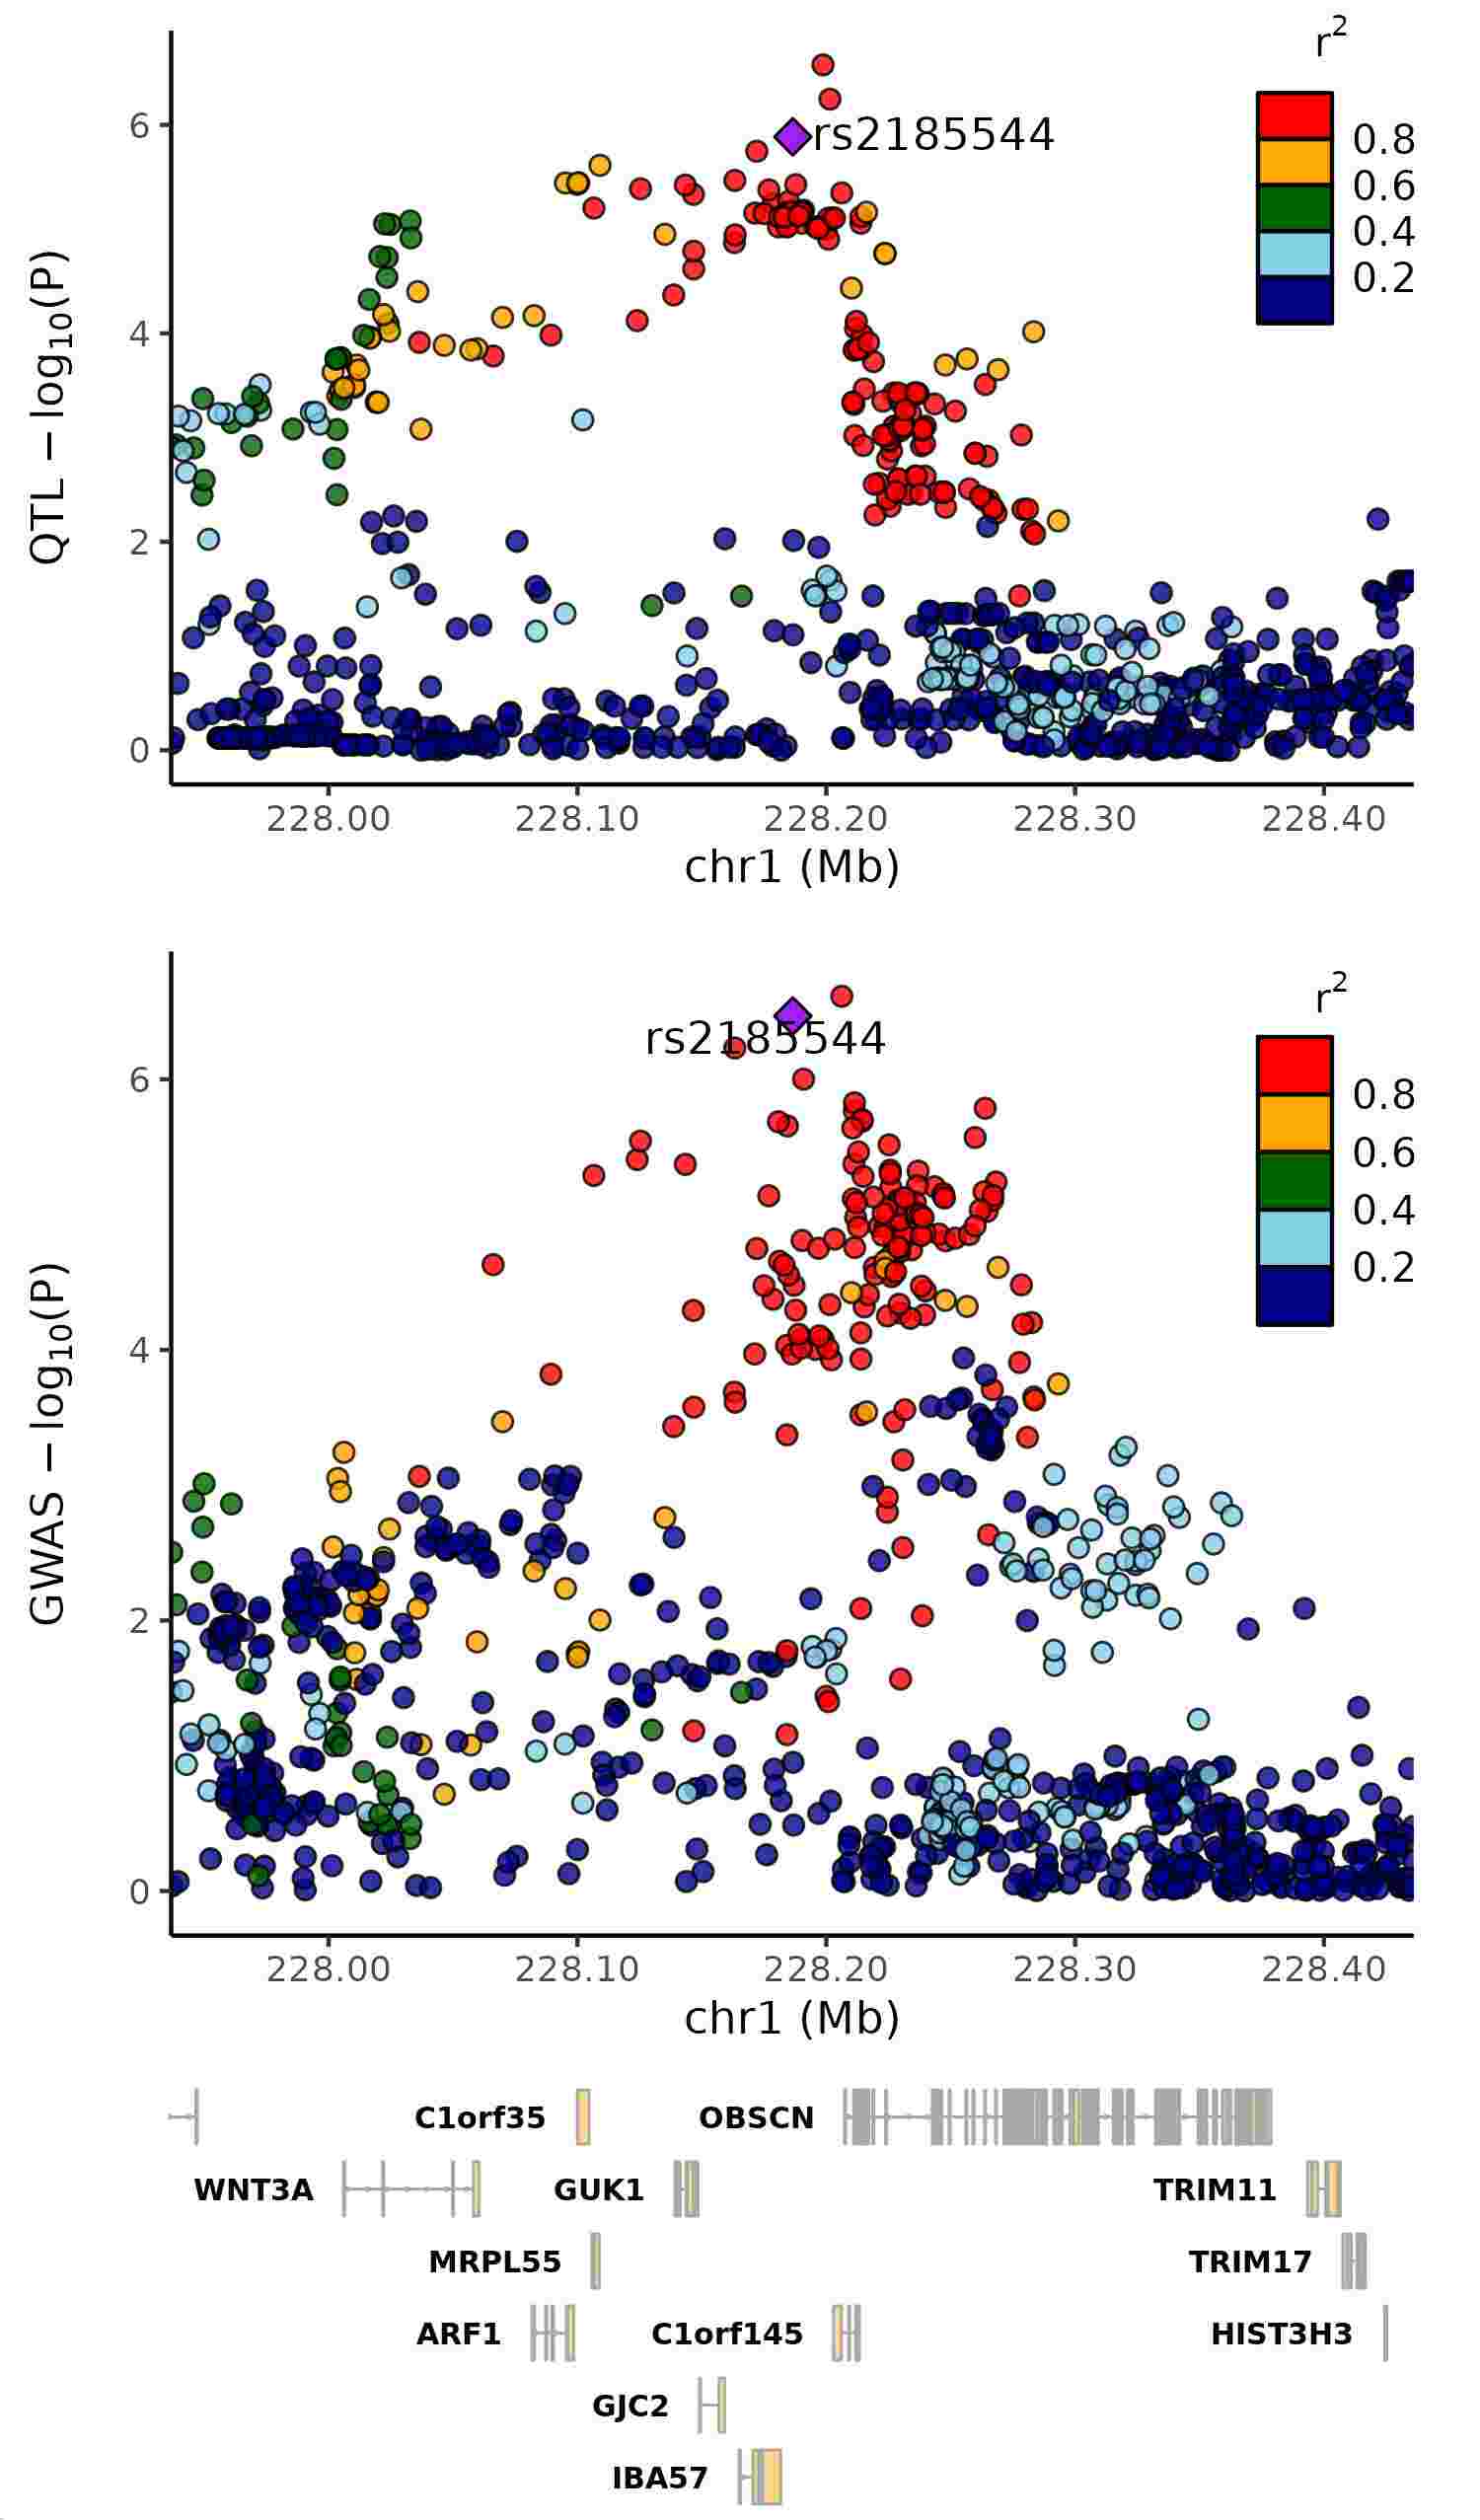 r²
6
rs2185544
0.8
0.6
0.4
0.2
4
2
0
QTL − log₁₀(P)
228.00 228.10 228.20 228.30 228.40
chr1 (Mb)
r²
rs2185544
6
0.8
0.6
0.4
0.2
4
2
0
GWAS − log₁₀(P)
228.00 228.10 228.20 228.30 228.40
chr1 (Mb)
C1orf35 OBSCN
WNT3A GUK1 TRIM11
MRPL55 TRIM17
ARF1 C1orf145 HIST3H3
GJC2
IBA57